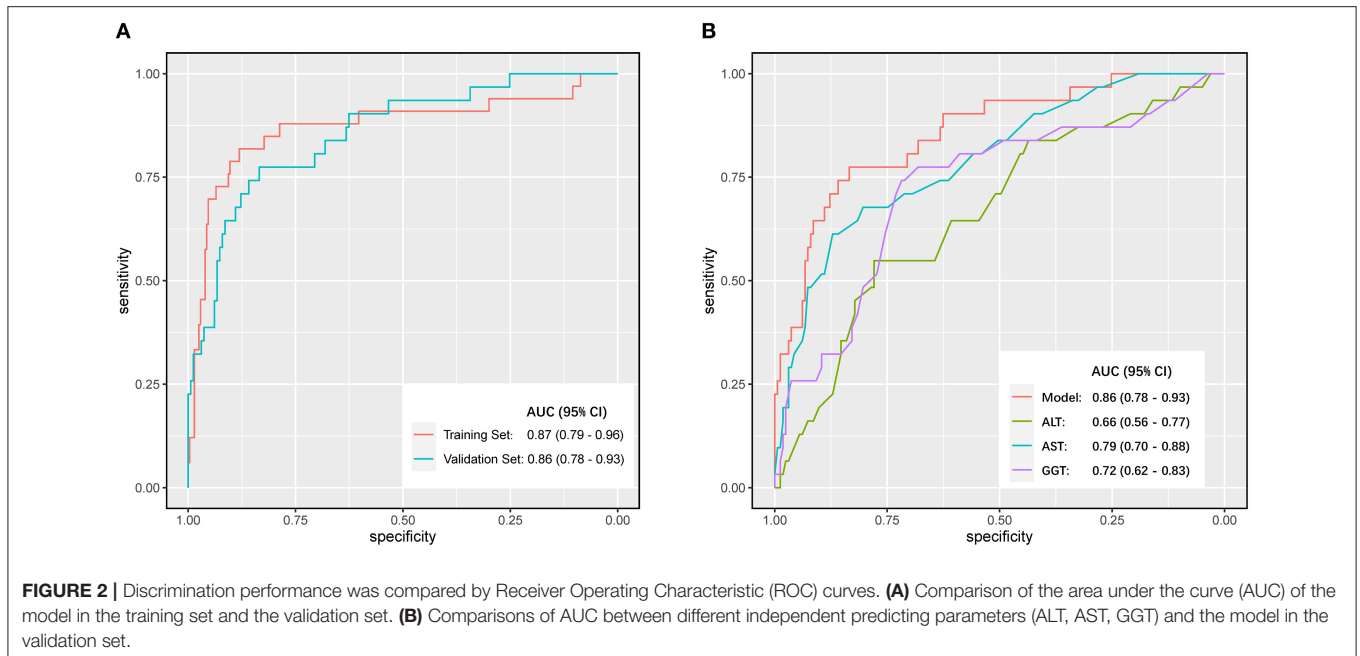 A
1.00
0.75
0.50
0.25
0.00
sensitivity
AUC (95% CI)
Training Set: 0.87 (0.79 - 0.96)
Validation Set: 0.86 (0.78 - 0.93)
1.00 0.75 0.50 0.25 0.00
specificity
B
1.00
0.75
0.50
0.25
0.00
sensitivity
AUC (95% CI)
Model: 0.86 (0.78 - 0.93)
ALT: 0.66 (0.56 - 0.77)
AST: 0.79 (0.70 - 0.88)
GGT: 0.72 (0.62 - 0.83)
1.00 0.75 0.50 0.25 0.00
specificity
FIGURE 2 | Discrimination performance was compared by Receiver Operating Characteristic (ROC) curves. (A) Comparison of the area under the curve (AUC) of the
model in the training set and the validation set. (B) Comparisons of AUC between different independent predicting parameters (ALT, AST, GGT) and the model in the
validation set.